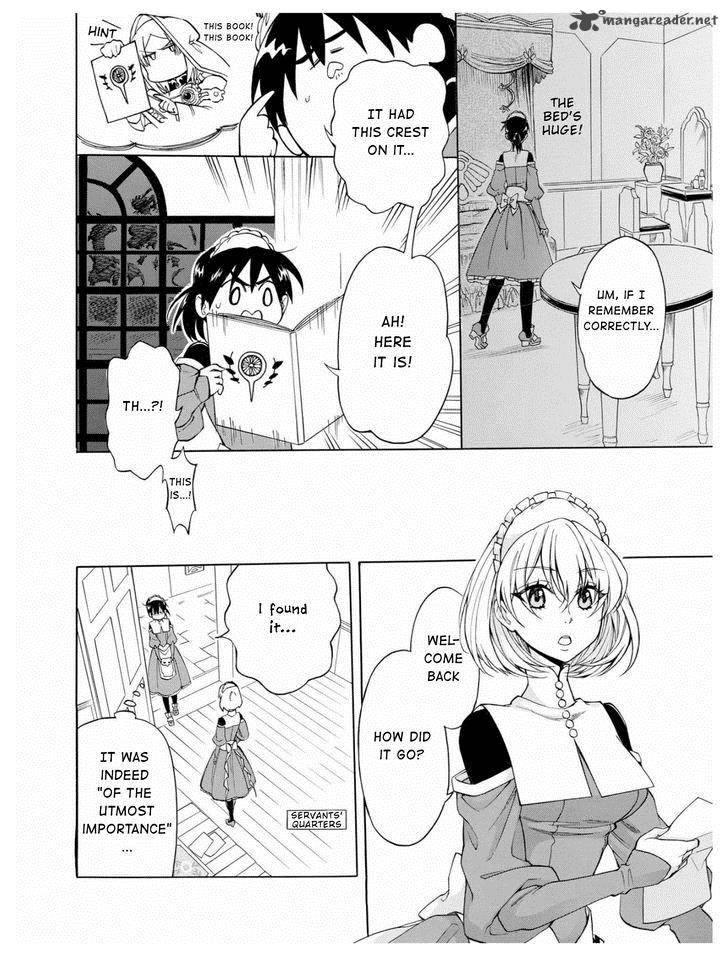 mangareader.net
THE
BED'S
HUGE!
UM, IF I
REMEMBER
CORRECTLY...
IT HAD
THIS CREST
ON IT...
THIS BOOK!
THIS BOOK!
HINT
AH!
HERE
IT IS!
TH...?!
THIS
IS...!
WEL-
COME
BACK
HOW DID
IT GO?
I found
it...
SERVANTS'
QUARTERS
IT WAS
INDEED
"OF THE
UTMOST
IMPORTANCE"
...